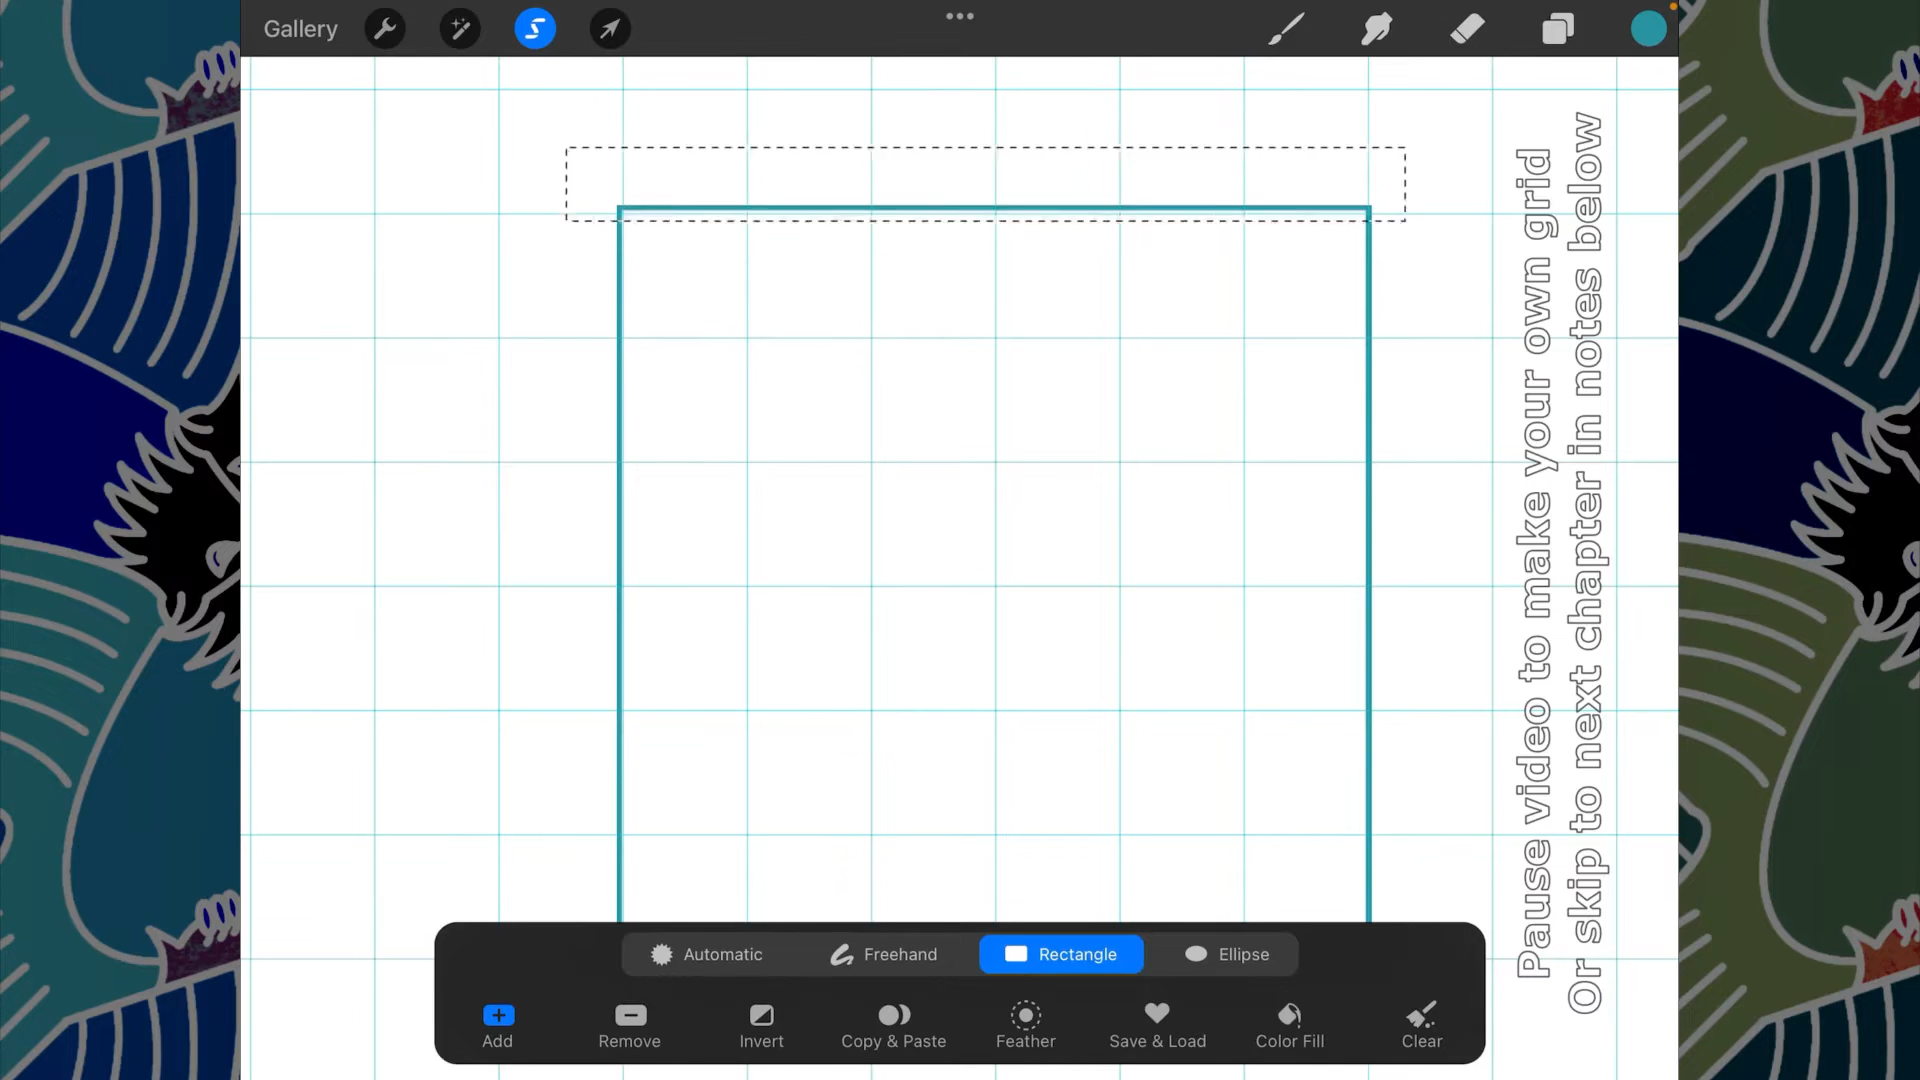 Gallery
Pause video to make your own grid
Or skip to next chapter in notes below
Automatic
Freehand
Rectangle
Ellipse
Add
Remove
Invert
Copy & Paste
Feather
Save & Load
Color Fill
Clear